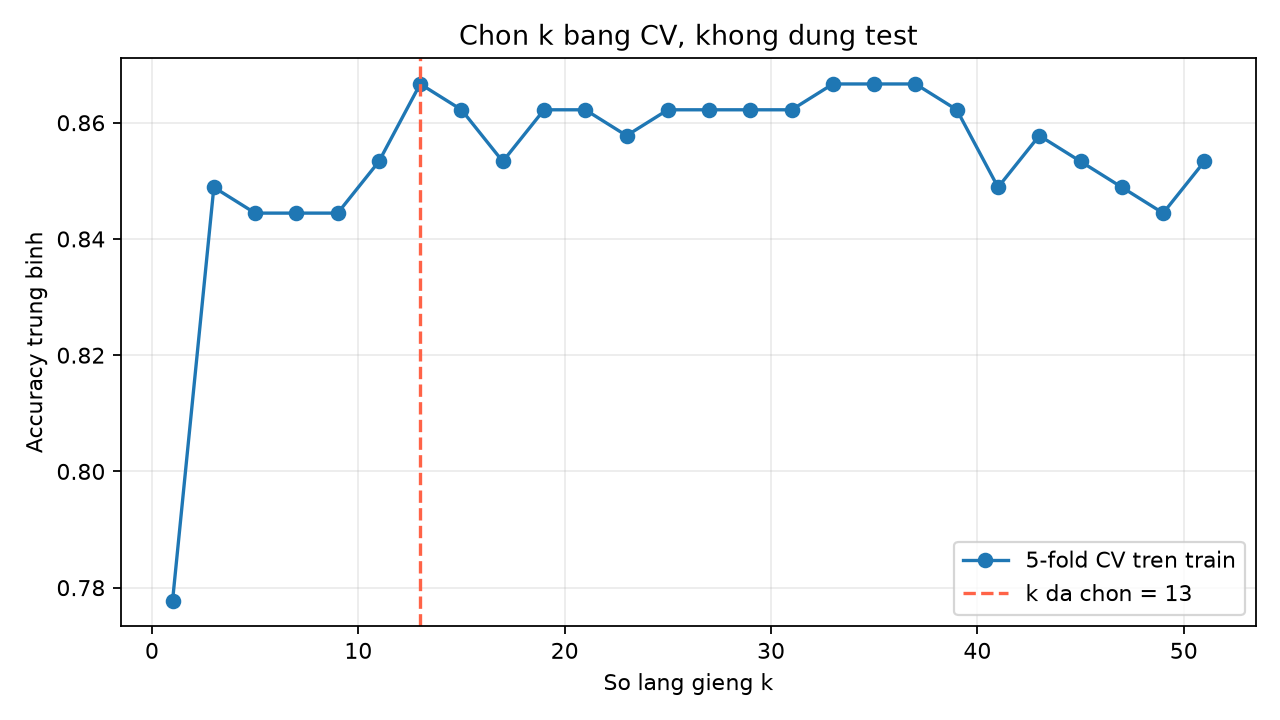 Chon k bang CV, khong dung test
Accuracy trung binh
0.86
0.84
0.82
0.80
0.78
0 10 20 30 40 50
So lang gieng k
5-fold CV tren train
k da chon = 13